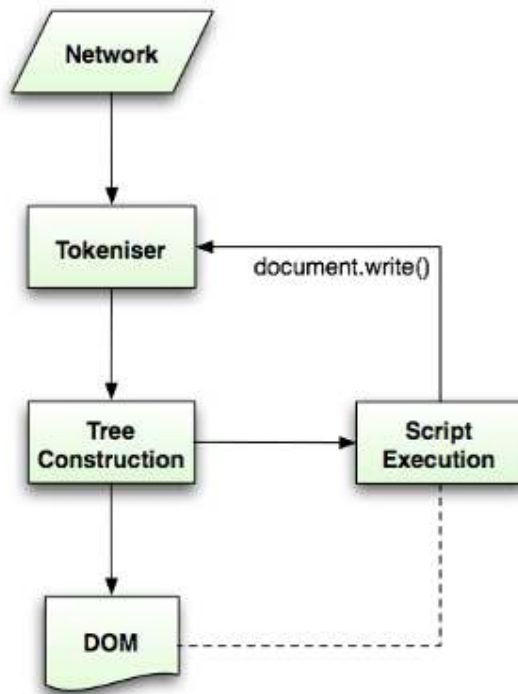 Network
Tokeniser
document.write()
Tree
Construction
Script
Execution
DOM